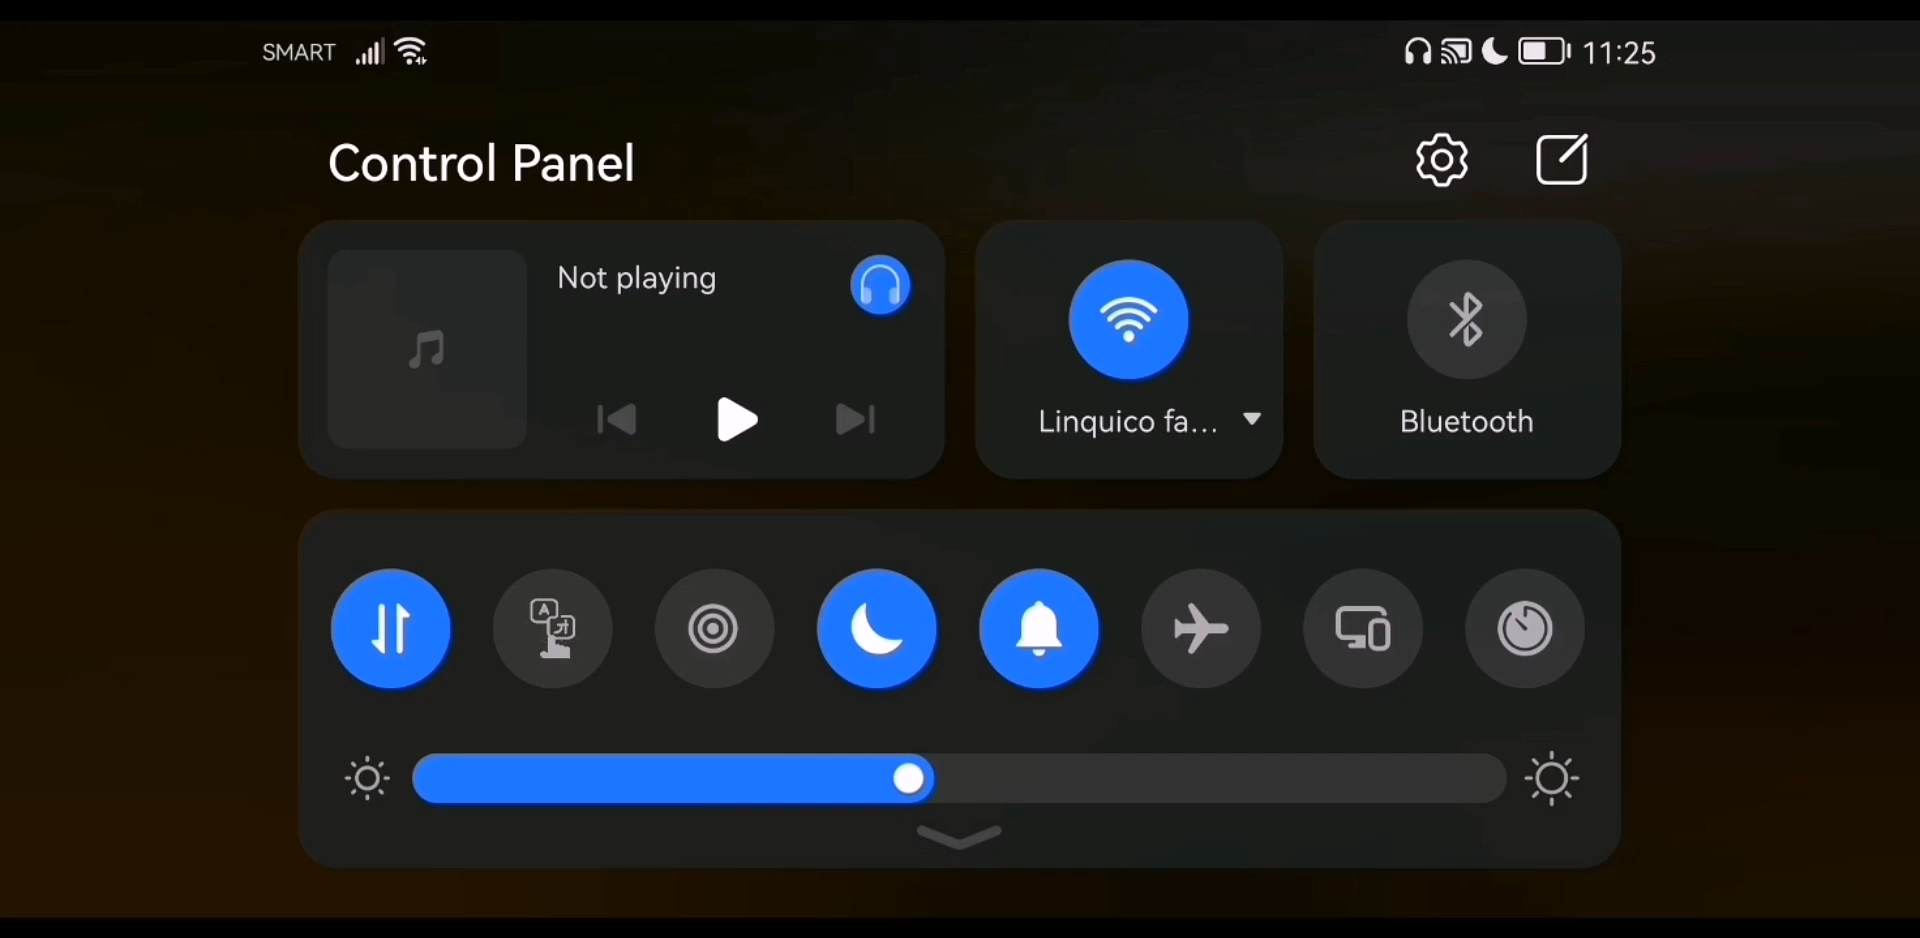 SMART
11:25
Control Panel
Not playing
Linquico fa...
Bluetooth